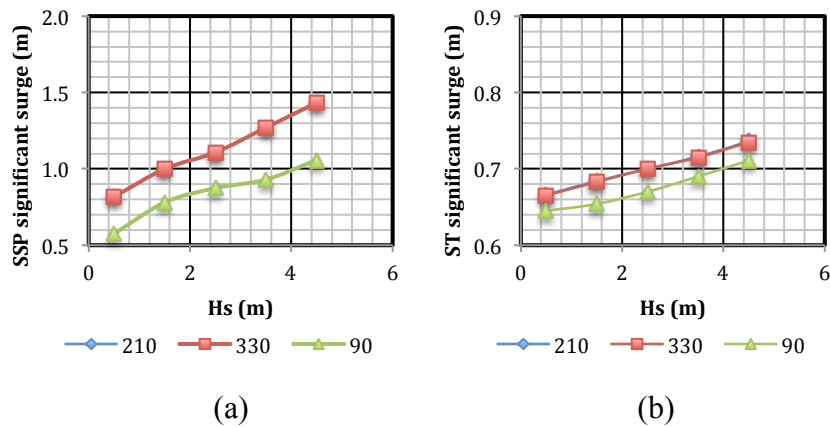 SSP significant surge (m)
2.0
1.5
1.0
0.5
0 2 4 6
Hs (m)
210 330 90
(a)
ST significant surge (m)
0.9
0.8
0.7
0.6
0 2 4 6
Hs (m)
210 330 90
(b)